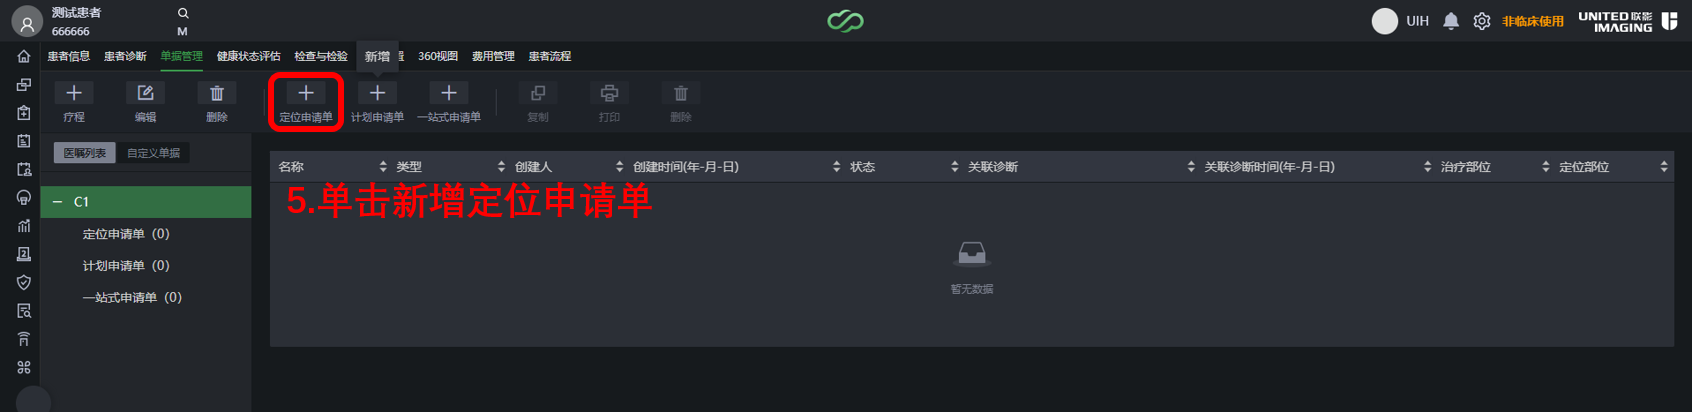 测试患者
666666 M
UIH 非临床使用 UNITED 联影 IMAGING
患者信息 患者诊断 单据管理 健康状态评估 检查与检验 新增 360视图 费用管理 患者流程
疗程 编辑 删除 定位申请单 计划申请单 一站式申请单 复制 打印 删除
医嘱列表 自定义单据
名称 类型 创建人 创建时间(年-月-日) 状态 关联诊断 关联诊断时间(年-月-日) 治疗部位 定位部位
C1
5.单击新增定位申请单
定位申请单（0）
计划申请单（0）
一站式申请单（0）
暂无数据